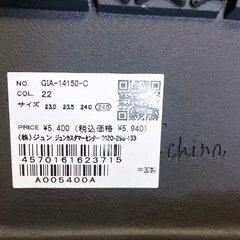 NO. GIA-14150-C
COL. 22
サイズ 230 235 240 245
PRICE ¥5,400 (税込価格 ¥5,940)
(株)ジュン ジュンカスタマーセンター 0120-298-133
4570161623715
A005400A
中国製
china